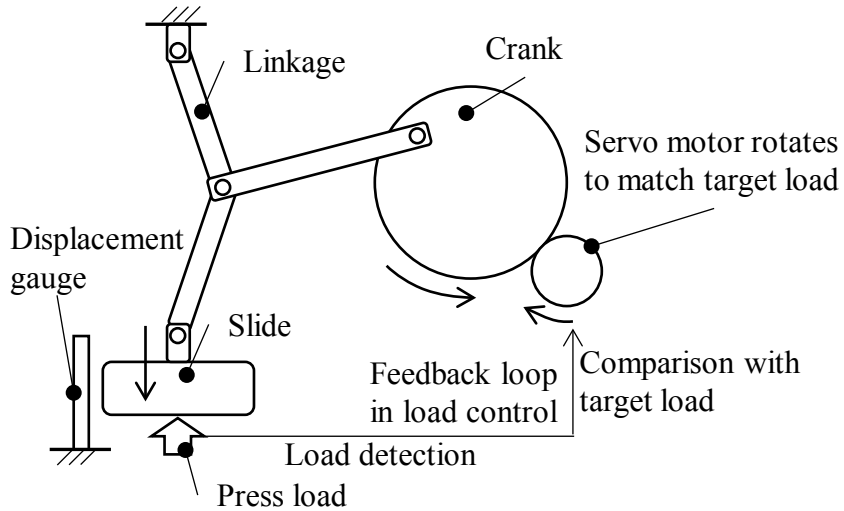 Crank
Linkage
Servo motor rotates
to match target load
Displacement
gauge
Slide
Feedback loop
in load control
Comparison with
target load
Load detection
Press load